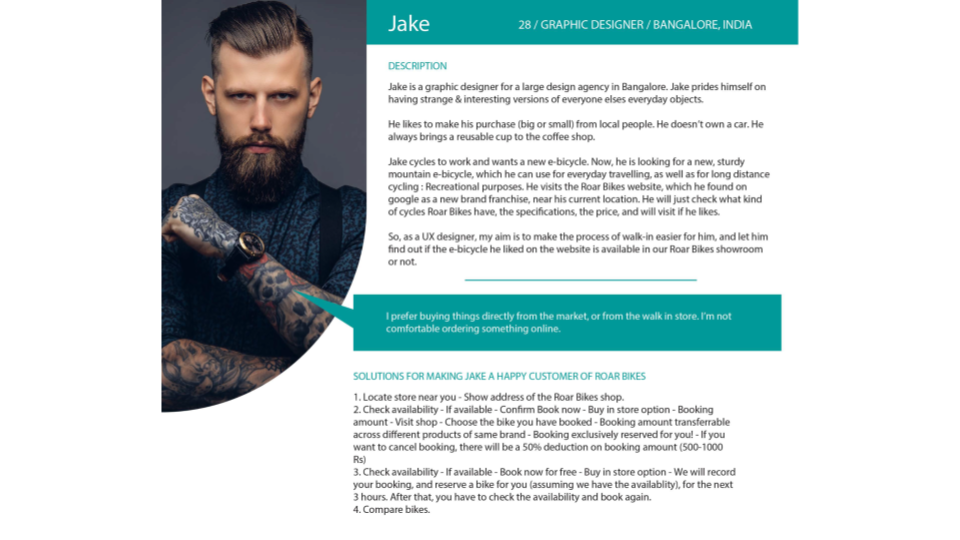 Jake
28 / GRAPHIC DESIGNER / BANGALORE, INDIA
DESCRIPTION
Jake is a graphic designer for a large design agency in Bangalore. Jake prides himself on
having strange & interesting versions of everyone elses everyday objects.
He likes to make his purchase (big or small) from local people. He doesn't own a car. He
always brings a reusable cup to the coffee shop.
Jake cycles to work and wants a new e-bicycle. Now, he is looking for a new, sturdy
mountain e-bicycle, which he can use for everyday travelling, as well as for long distance
cycling : Recreational purposes. He visits the Roar Bikes website, which he found on
google as a new brand franchise, near his current location. He will just check what kind
of cycles Roar Bikes have, the specifications, the price, and will visit if he likes.
So, as a UX designer, my aim is to make the process of walk-in easier for him, and let him
find out if the e-bicycle he liked on the website is available in our Roar Bikes showroom
or not.
I prefer buying things directly from the market, or from the walk in store. I'm not
comfortable ordering something online.
SOLUTIONS FOR MAKING JAKE A HAPPY CUSTOMER OF ROAR BIKES
1. Locate store near you - Show address of the Roar Bikes shop.
2. Check availability - If available - Confirm Book now - Buy in store option - Booking
amount - Visit shop - Choose the bike you have booked - Booking amount transferrable
across different products of same brand - Booking exclusively reserved for you! - If you
want to cancel booking, there will be a 50% deduction on booking amount (500-1000
Rs)
3. Check availability - If available - Book now for free - Buy in store option - We will record
your booking, and reserve a bike for you (assuming we have the availablity), for the next
3 hours. After that, you have to check the availability and book again.
4. Compare bikes.